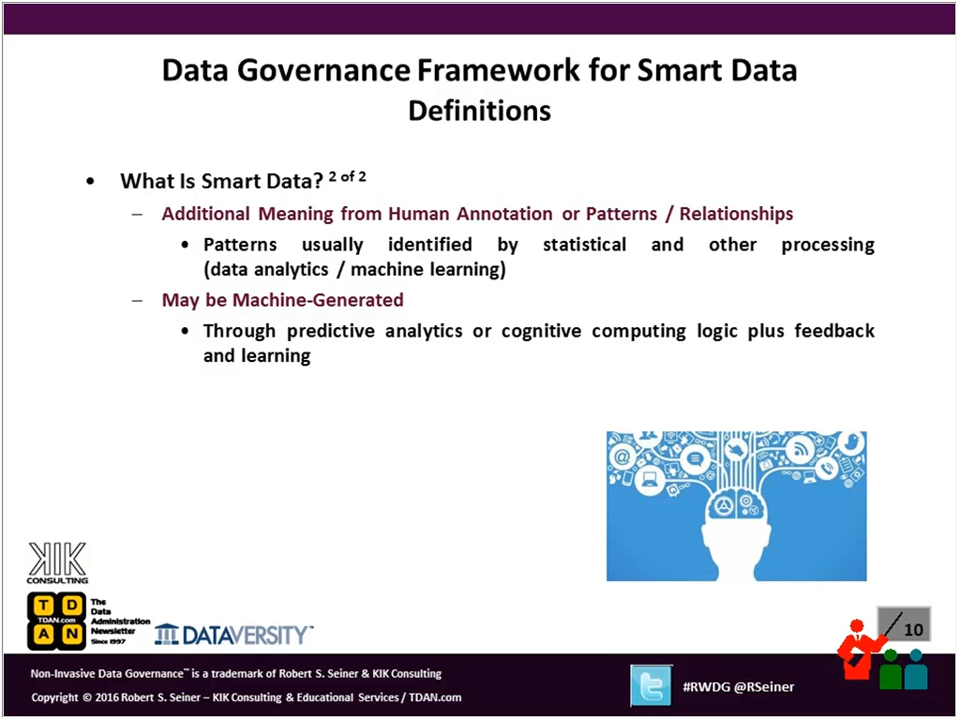 Data Governance Framework for Smart Data
Definitions
• What Is Smart Data? 2 of 2
– Additional Meaning from Human Annotation or Patterns / Relationships
• Patterns usually identified by statistical and other processing
(data analytics / machine learning)
– May be Machine-Generated
• Through predictive analytics or cognitive computing logic plus feedback
and learning
KIK
CONSULTING
T D
TDAN.com
A N
The
Data
Administration
Newsletter
Since 1997
DATAVERSITY™
10
Non-Invasive Data Governance™ is a trademark of Robert S. Seiner & KIK Consulting
Copyright © 2016 Robert S. Seiner – KIK Consulting & Educational Services / TDAN.com
#RWDG @RSeiner